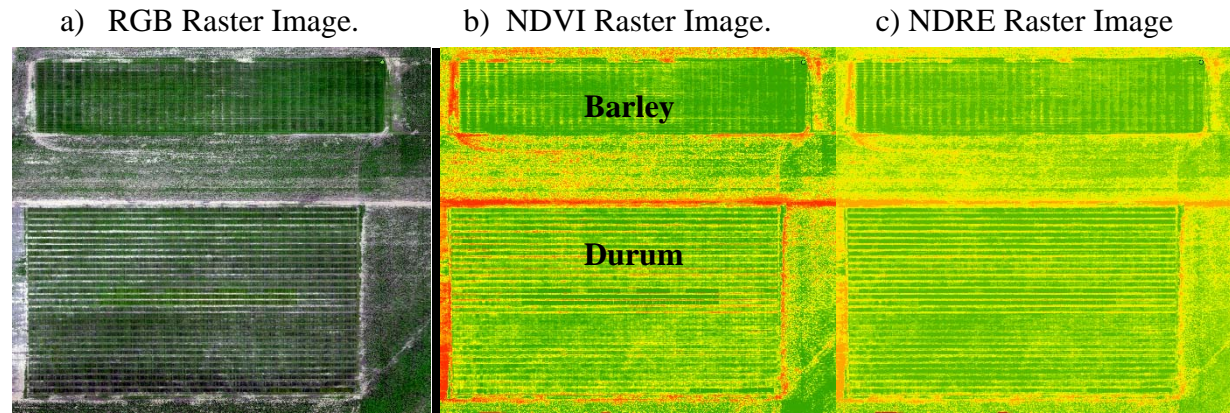 a) RGB Raster Image. b) NDVI Raster Image. c) NDRE Raster Image
Barley
Durum